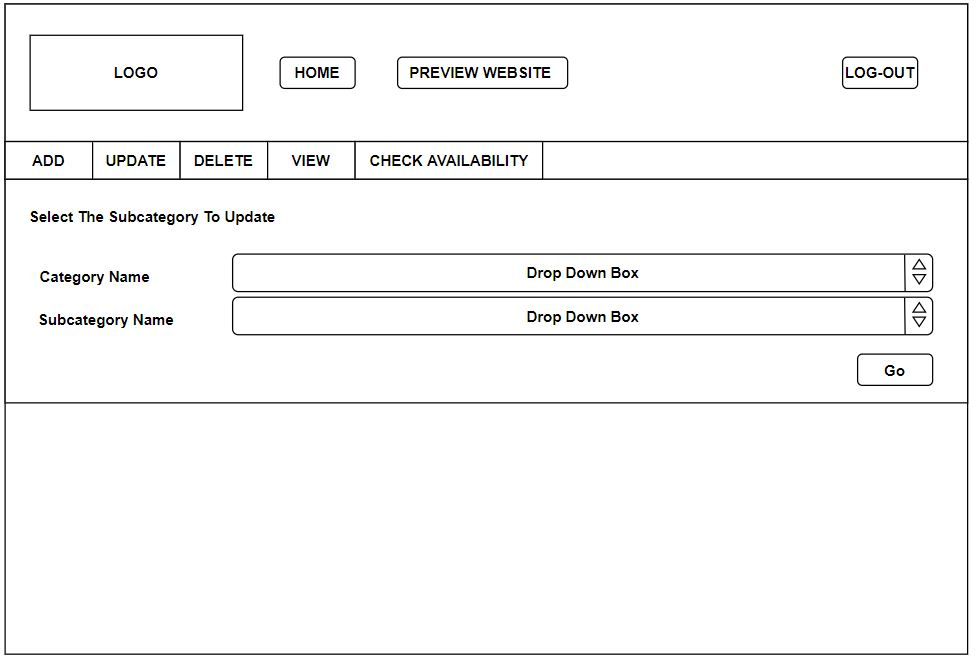 LOGO
HOME
PREVIEW WEBSITE
LOG-OUT
ADD
UPDATE
DELETE
VIEW
CHECK AVAILABILITY
Select The Subcategory To Update
Category Name
Drop Down Box
Subcategory Name
Drop Down Box
Go